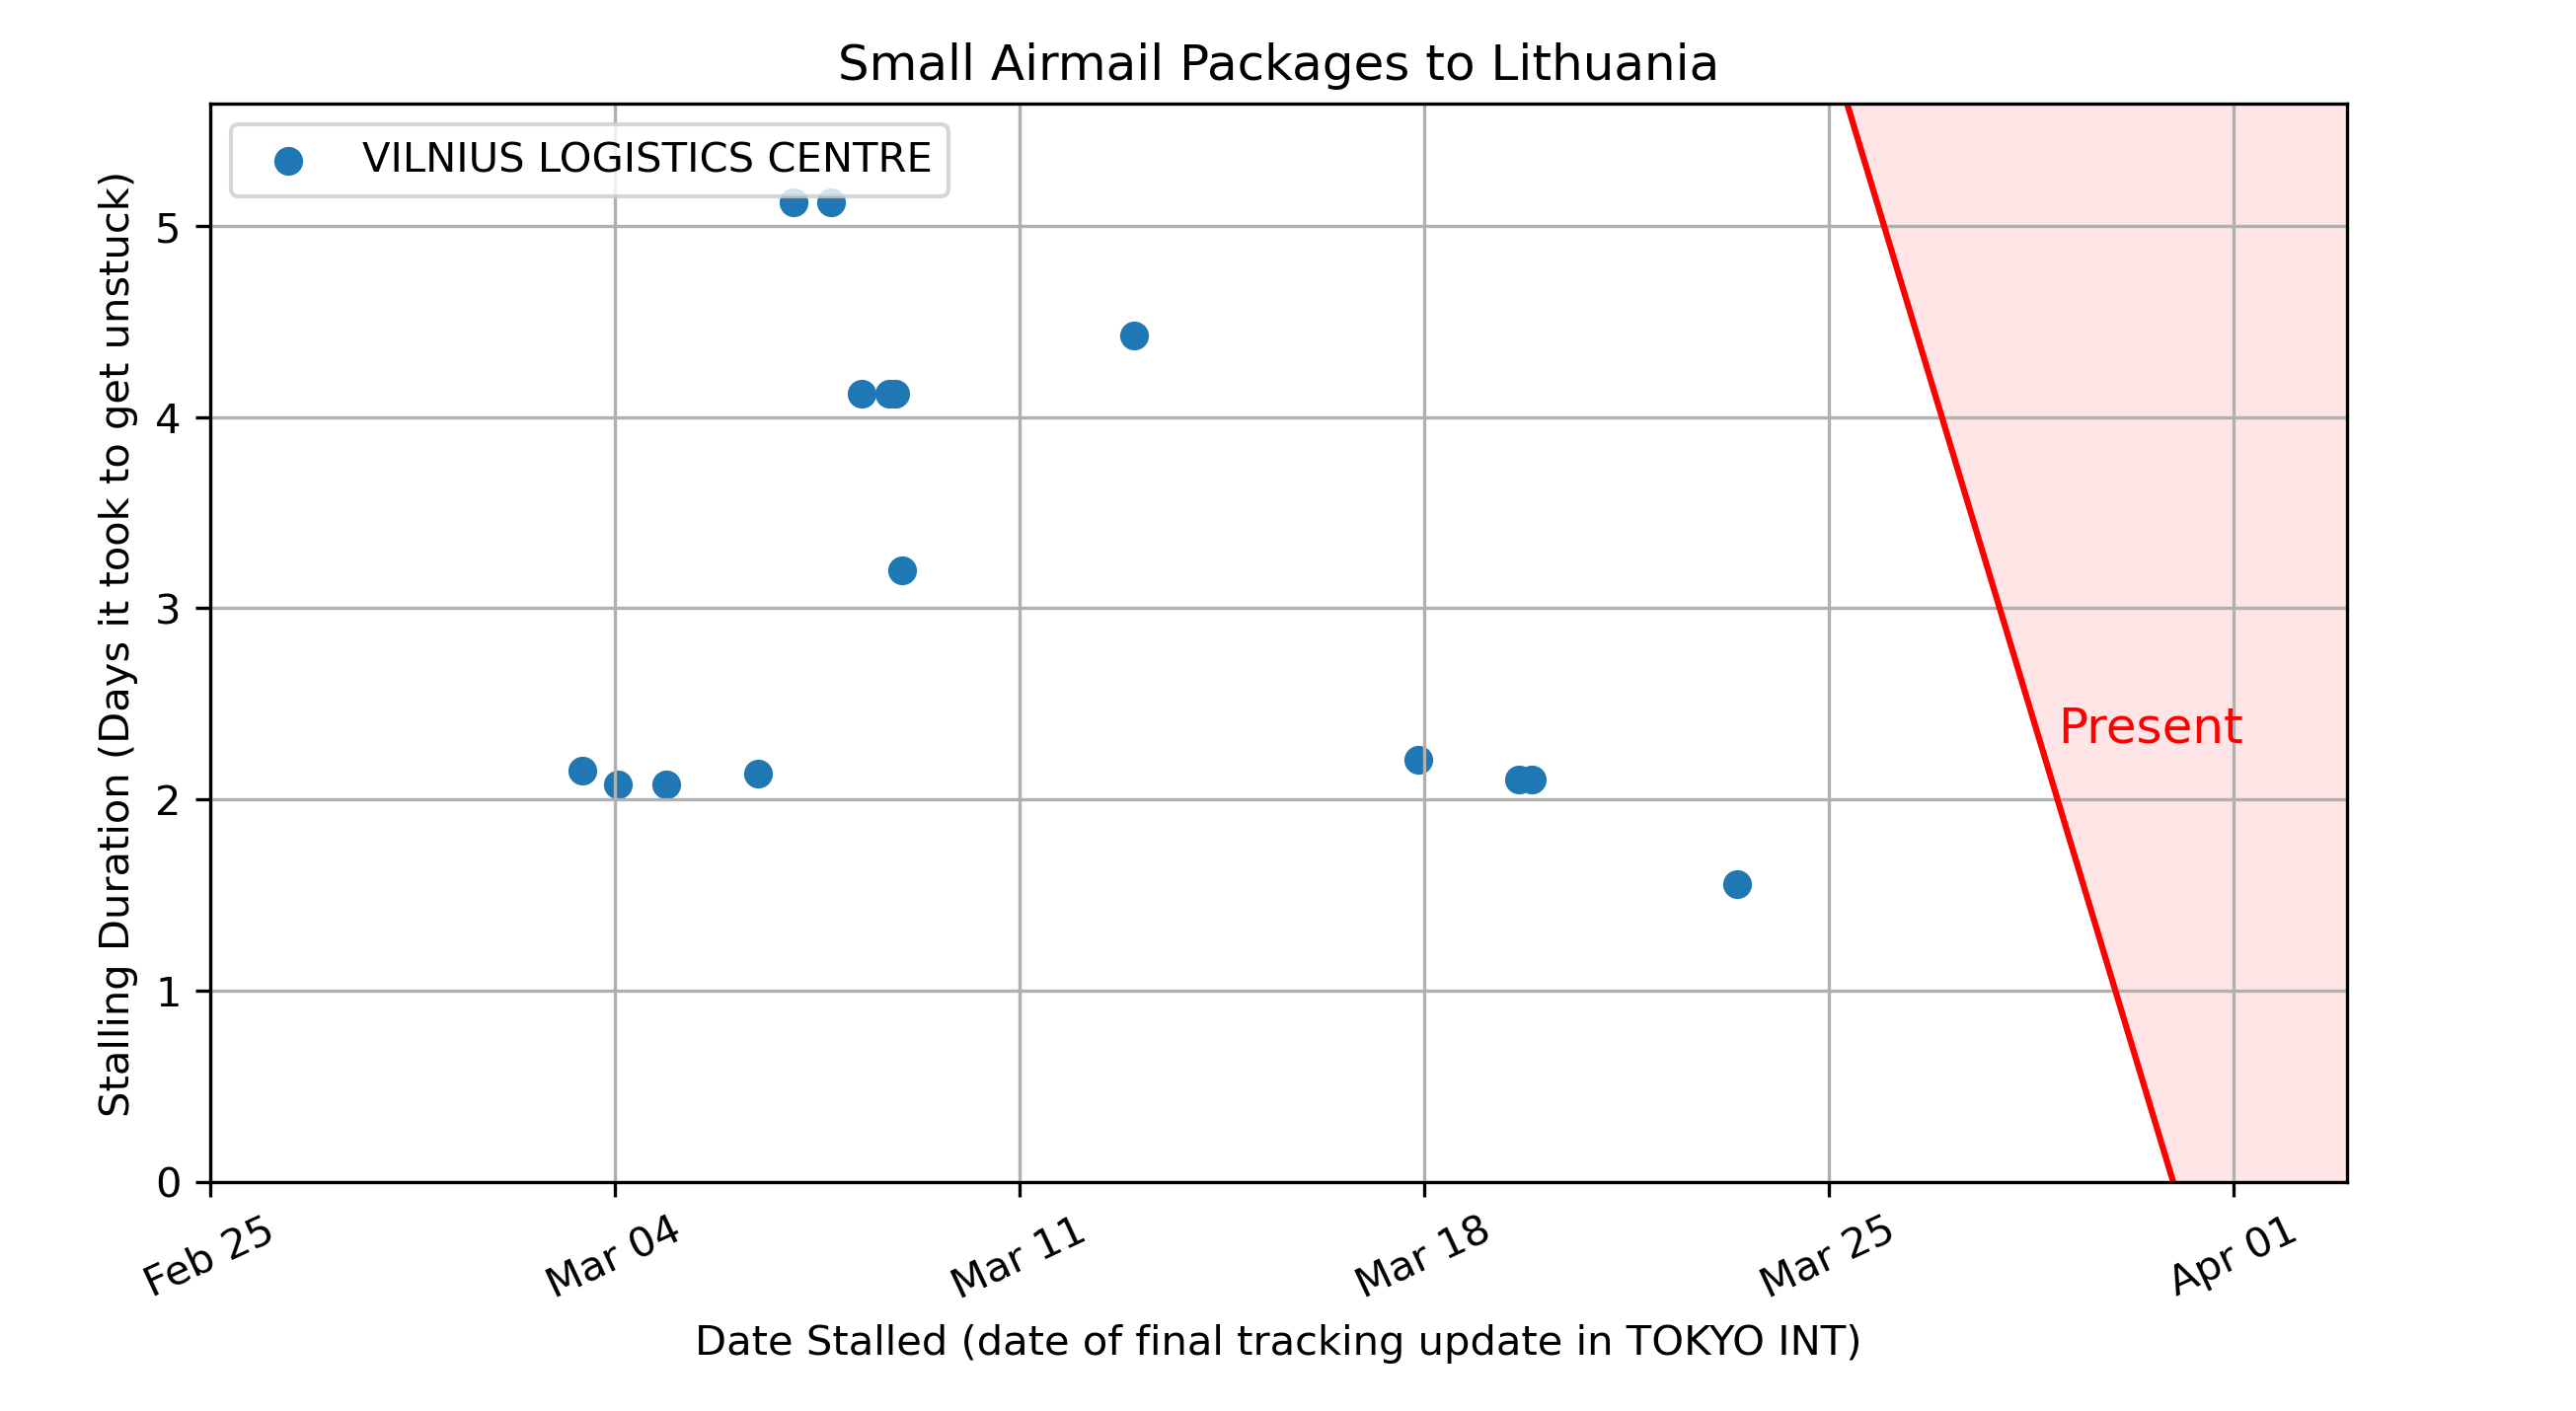 Small Airmail Packages to Lithuania
VILNIUS LOGISTICS CENTRE
Stalling Duration (Days it took to get unstuck)
5
4
3
2
1
0
Present
Feb 25
Mar 04
Mar 11
Mar 18
Mar 25
Apr 01
Date Stalled (date of final tracking update in TOKYO INT)